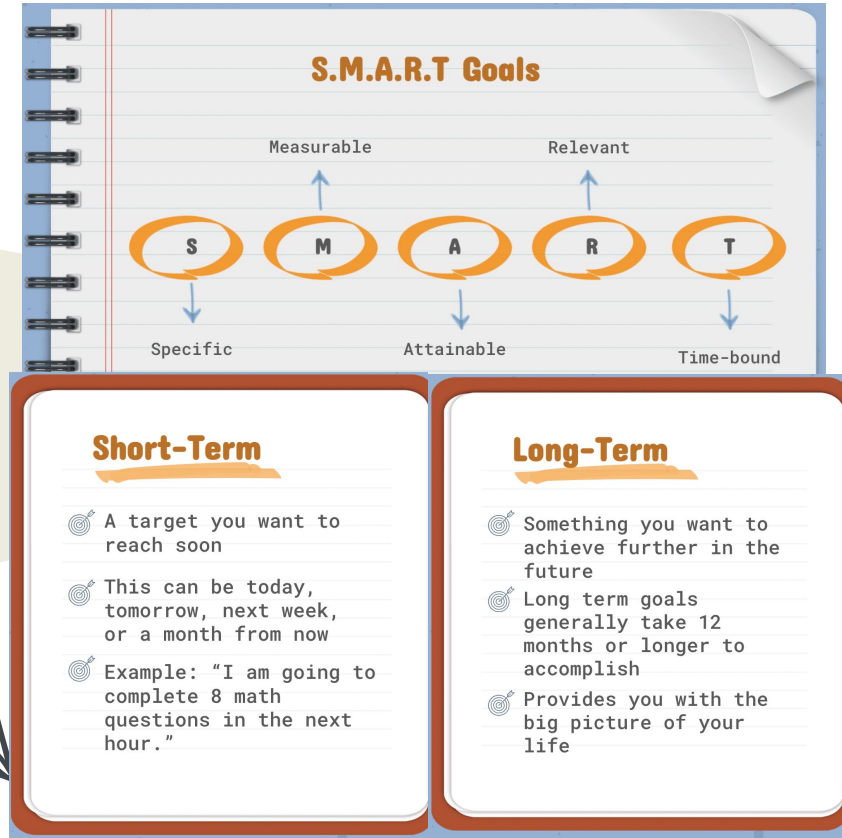 S.M.A.R.T Goals
Measurable
Relevant
S
M
A
R
T
Specific
Attainable
Time-bound
Short-Term
A target you want to
reach soon
This can be today,
tomorrow, next week,
or a month from now
Example: “I am going to
complete 8 math
questions in the next
hour.”
Long-Term
Something you want to
achieve further in the
future
Long term goals
generally take 12
months or longer to
accomplish
Provides you with the
big picture of your
life